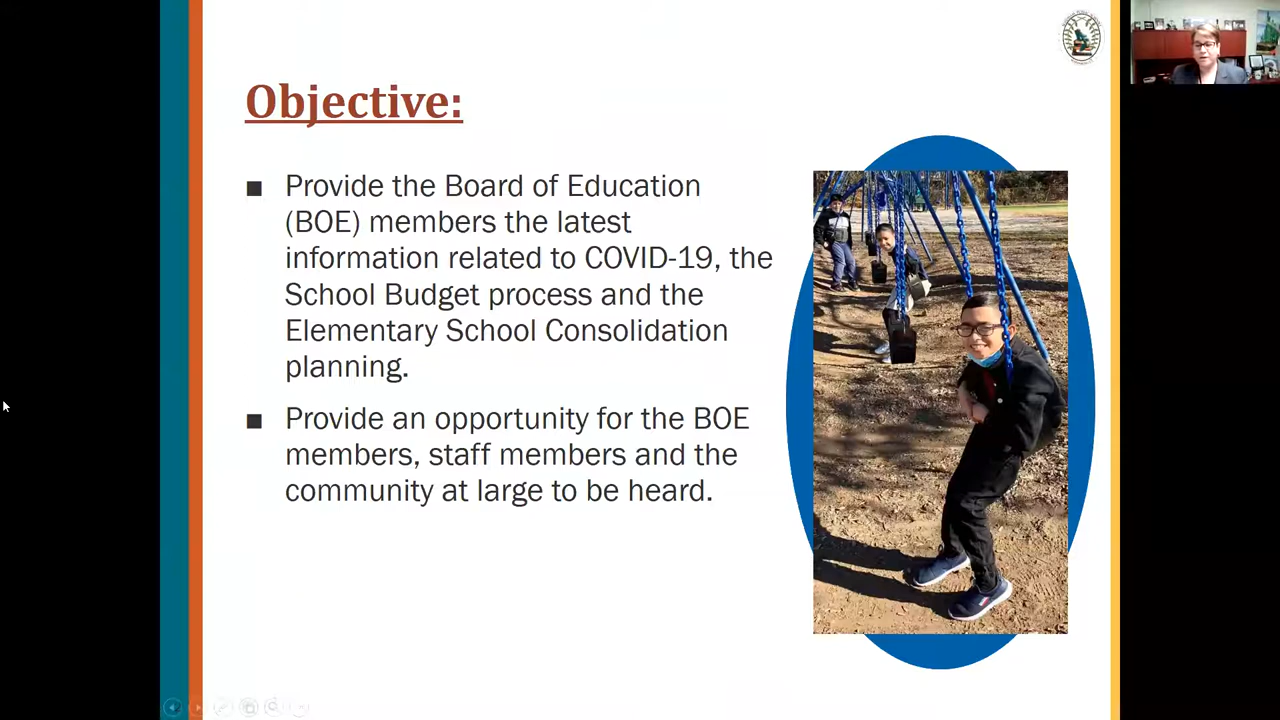 Objective:
■ Provide the Board of Education
(BOE) members the latest
information related to COVID-19, the
School Budget process and the
Elementary School Consolidation
planning.
■ Provide an opportunity for the BOE
members, staff members and the
community at large to be heard.